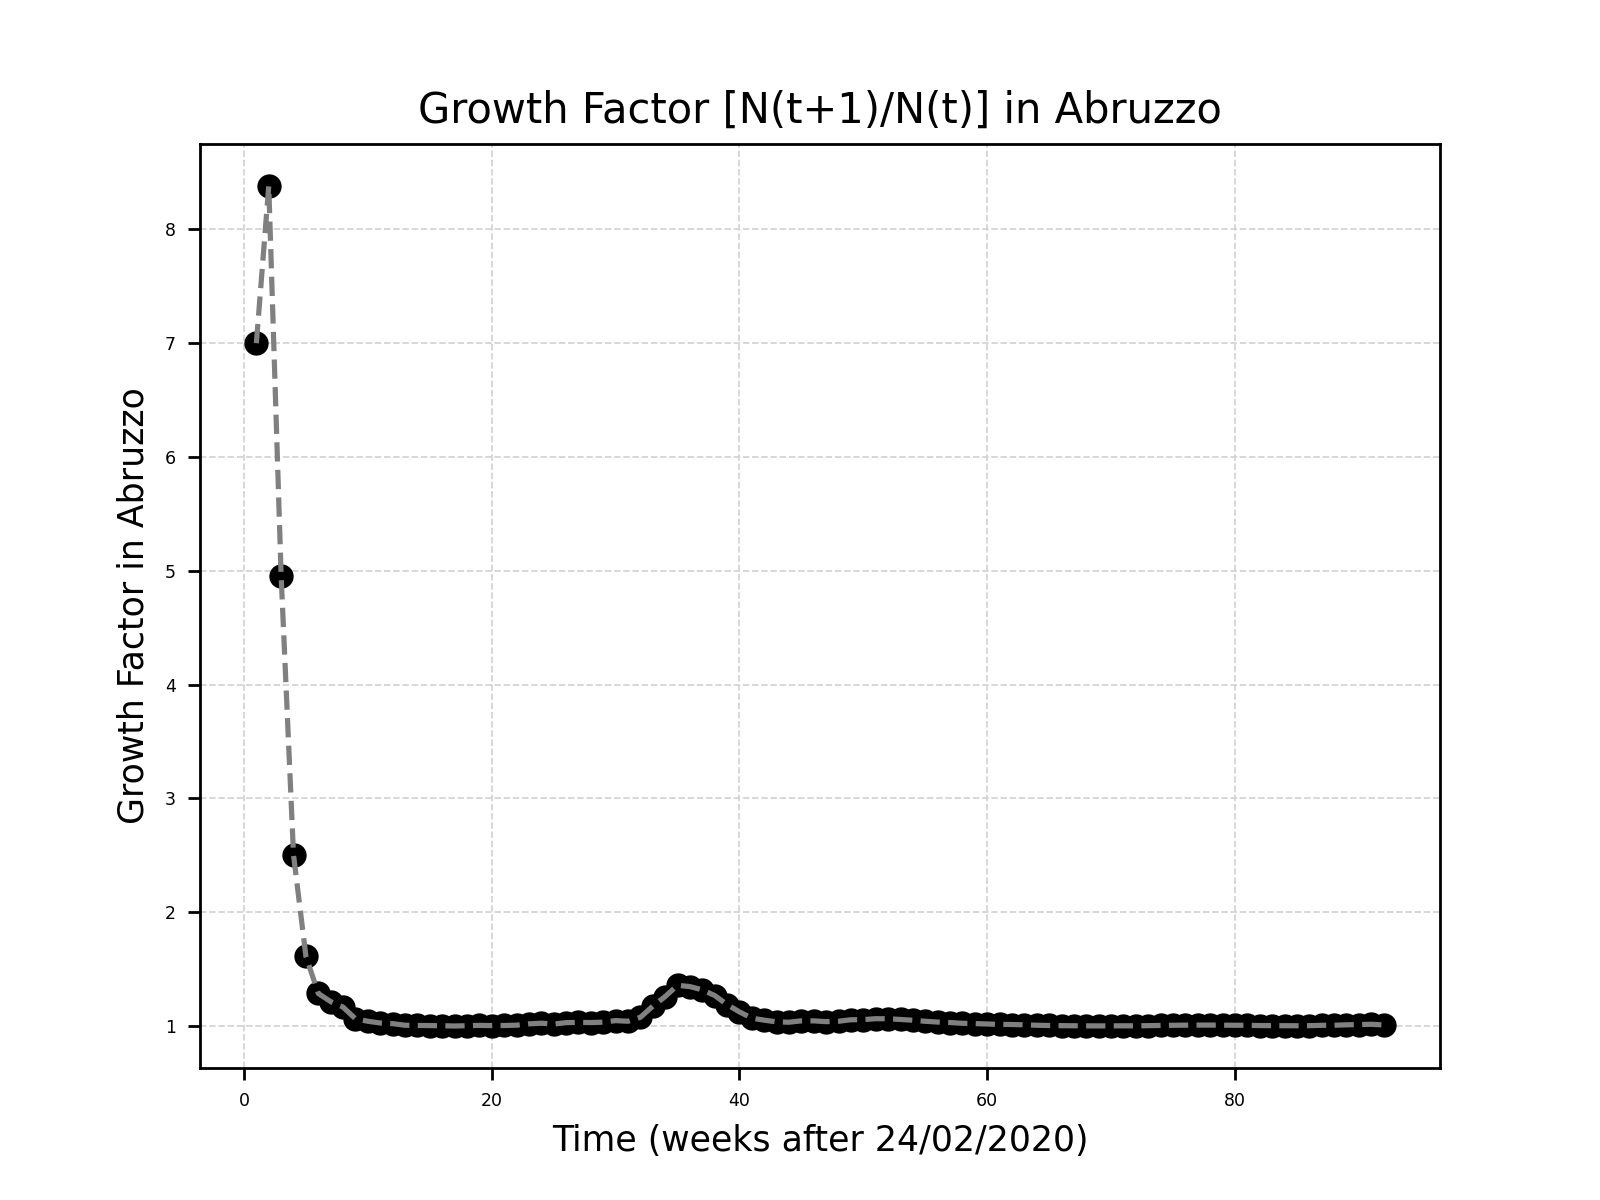 Growth Factor [N(t+1)/N(t)] in Abruzzo
Growth Factor in Abruzzo
8
7
6
5
4
3
2
1
0 20 40 60 80
Time (weeks after 24/02/2020)